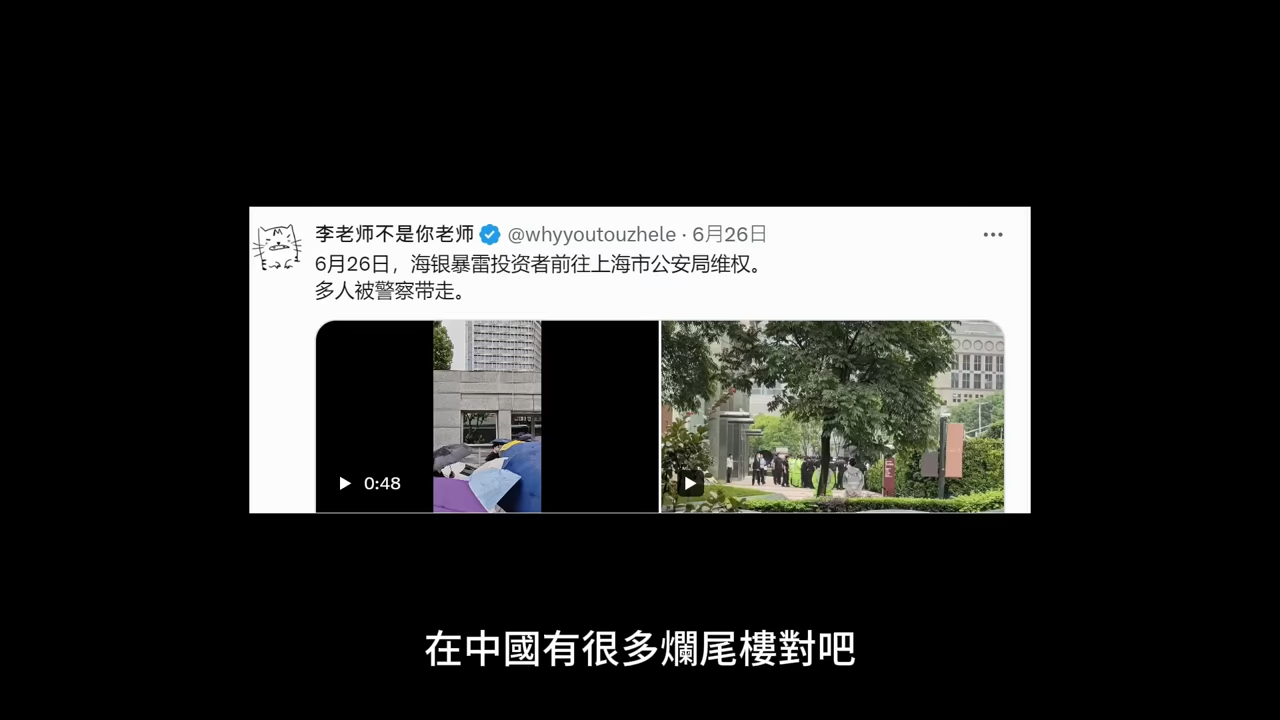 李老师不是你老师 @whyyoutouzhele · 6月26日
6月26日，海银暴雷投资者前往上海市公安局维权。
多人被警察带走。
0:48
在中國有很多爛尾樓對吧